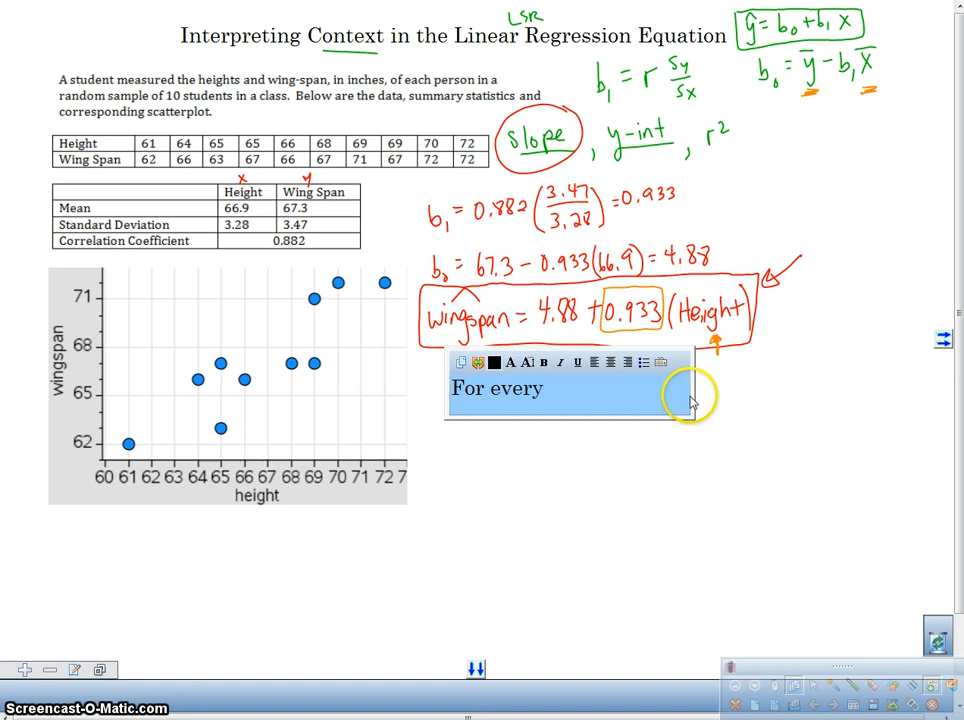 LSR
Interpreting Context in the Linear Regression Equation
ŷ = b₀ + b₁ x
b₁ = r Sy/Sx
b₀ = y̅ - b₁ x̅
A student measured the heights and wing-span, in inches, of each person in a
random sample of 10 students in a class. Below are the data, summary statistics and
corresponding scatterplot.
slope, y-int, r²
Height 61 64 65 65 66 68 69 69 70 72
Wing Span 62 66 63 67 66 67 71 67 72 72
x y
Height Wing Span
Mean 66.9 67.3
Standard Deviation 3.28 3.47
Correlation Coefficient 0.882
b₁ = 0.882 (3.47/3.28) = 0.933
b₀ = 67.3 - 0.933(66.9) = 4.88
wingspan = 4.88 + 0.933 (Height)
A A B I U
For every
71
68
65
62
wingspan
60 61 62 63 64 65 66 67 68 69 70 71 72 7
height
Screencast-O-Matic.com